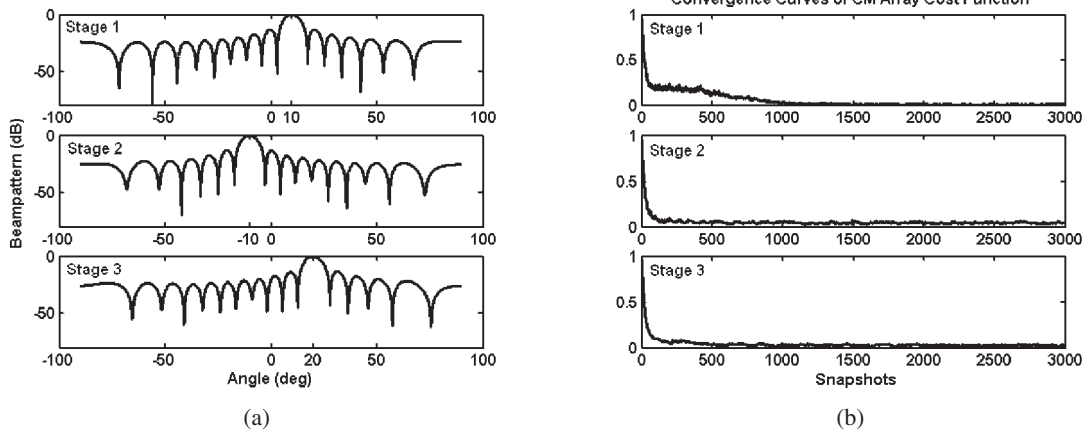 Convergence Curves of CM Array Cost Function
Stage 1
0
-50
-100 -50 0 10 50 100
Stage 2
0
-50
-100 -50 -10 0 50 100
Stage 3
0
-50
-100 -50 0 20 50 100
Beampattern (dB)
Angle (deg)
(a)
Stage 1
1
0.5
0
0 500 1000 1500 2000 2500 3000
Stage 2
1
0.5
0
0 500 1000 1500 2000 2500 3000
Stage 3
1
0.5
0
0 500 1000 1500 2000 2500 3000
Snapshots
(b)